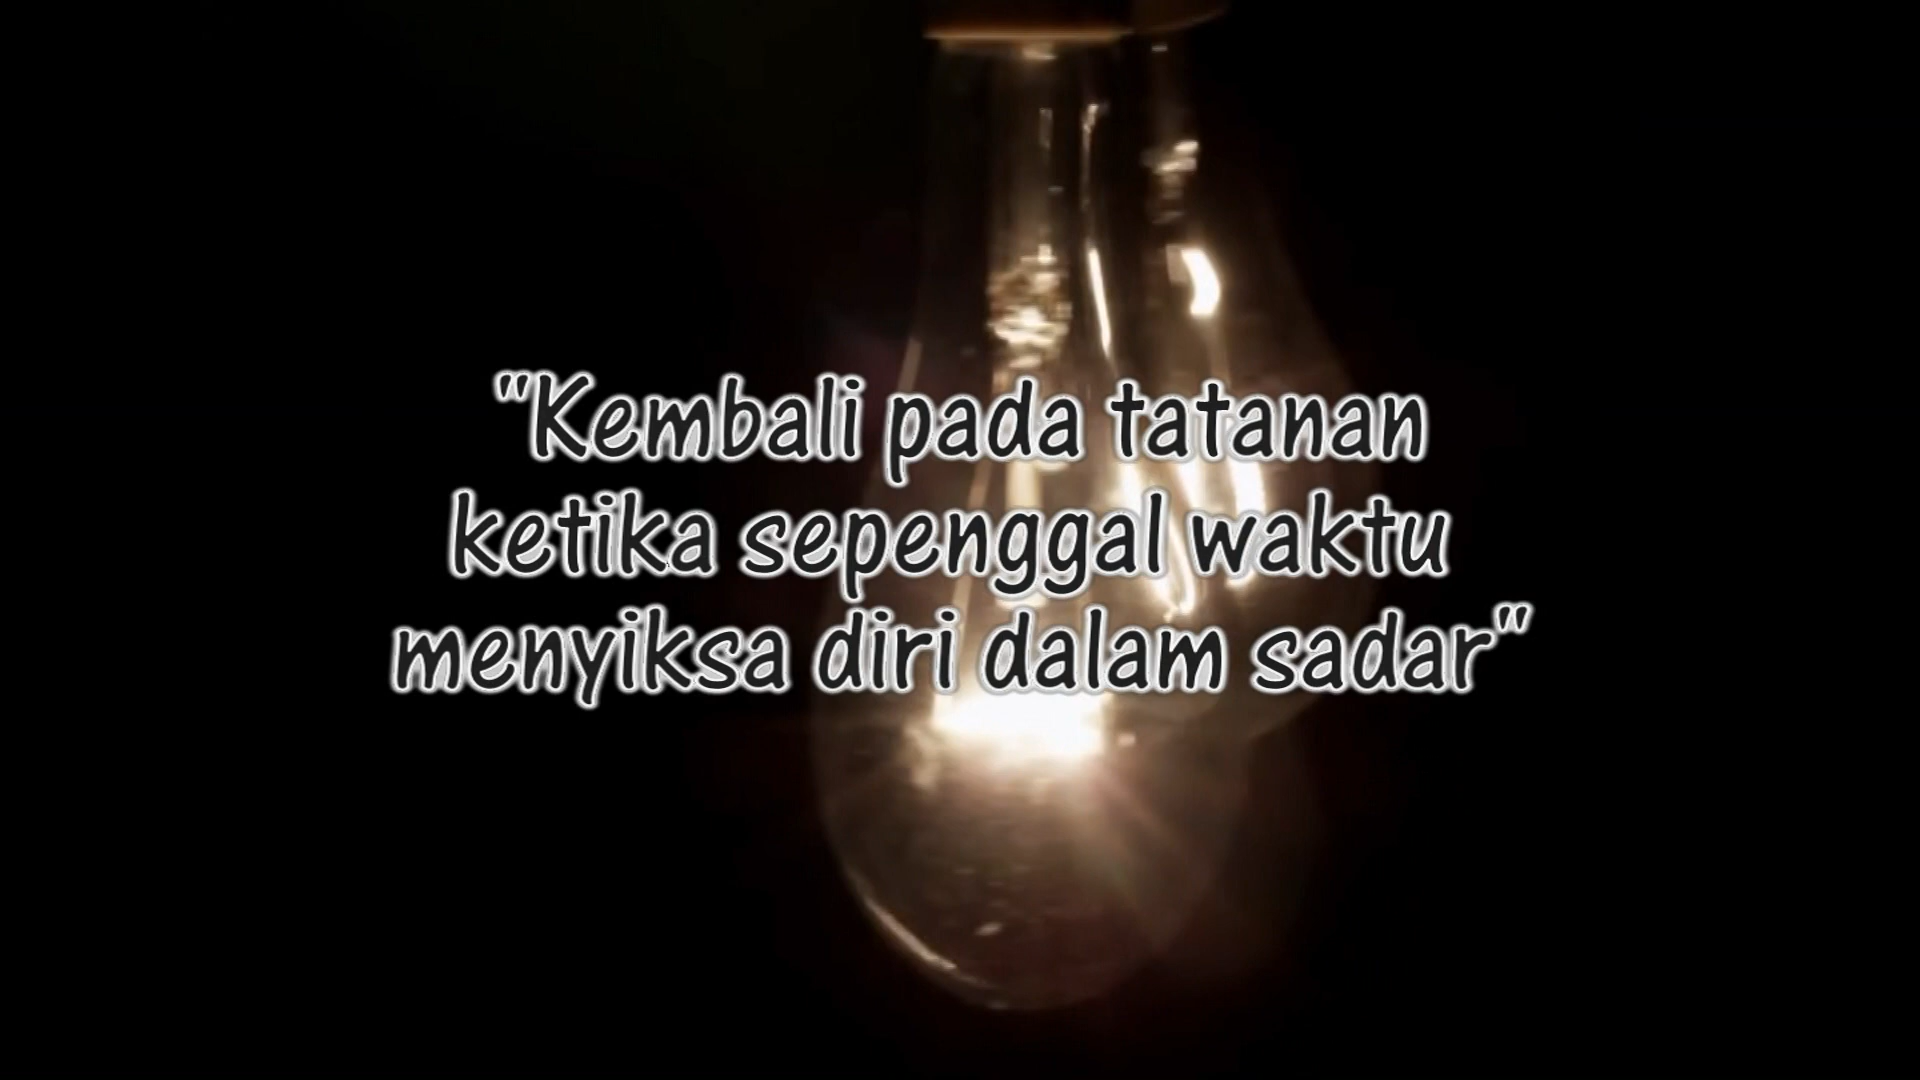 "Kembali pada tatanan
ketika sepenggal waktu
menyiksa diri dalam sadar"